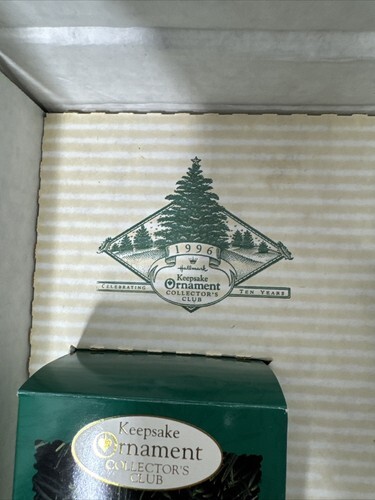 1996
Hallmark
Keepsake
Ornament
COLLECTOR'S
CLUB
CELEBRATING TEN YEARS
Keepsake
Ornament
COLLECTOR'S
CLUB